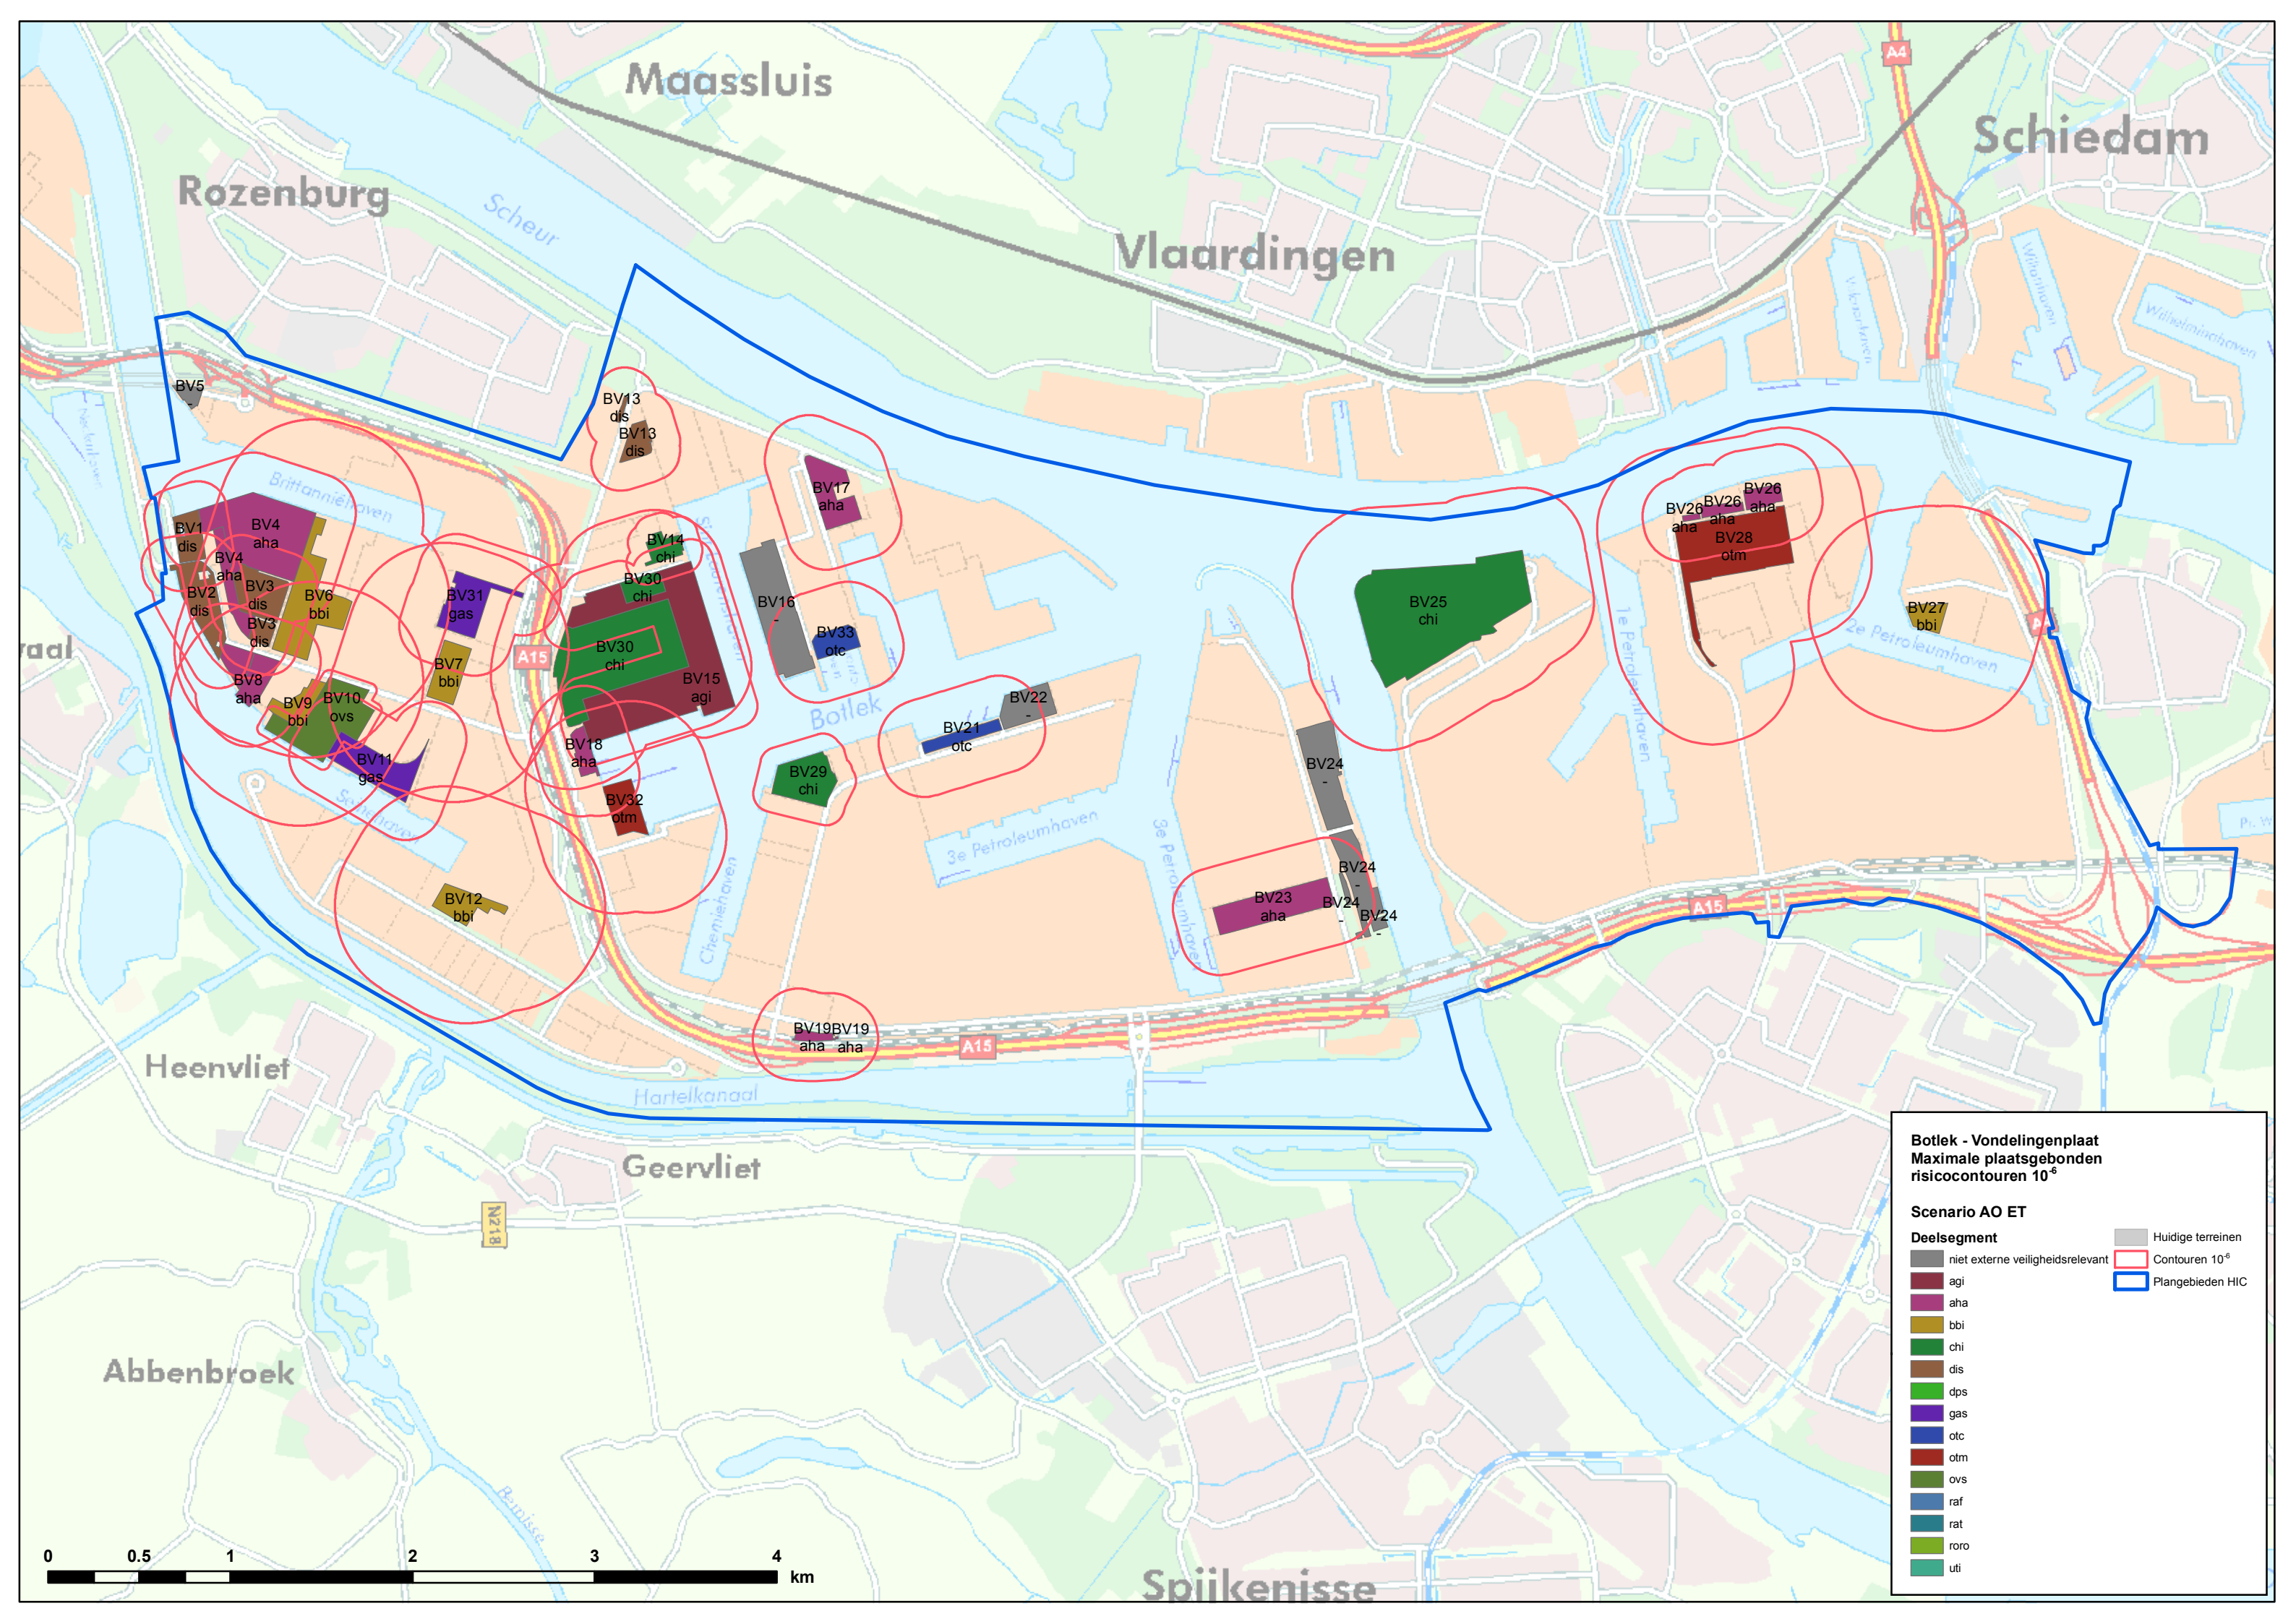 Maassluis
A4
Schiedam
Rozenburg
Scheur
Vlaardingen
Wiltonhaven
Wilhelminahaven
BV5
-
BV13
dis
BV13
dis
Brittanniëhaven
BV17
aha
BV1
dis
BV4
aha
BV4
aha
BV2
dis
BV3
dis
BV3
dis
BV6
bbi
BV31
gas
BV7
bbi
A15
BV14
chi
BV30
chi
BV30
chi
BV15
agi
BV16
-
BV33
otc
BV25
chi
BV26
aha
BV26
aha
BV26
aha
BV28
otm
BV27
bbi
1e Petroleumhaven
2e Petroleumhaven
BV8
aha
BV9
bbi
BV10
ovs
BV11
gas
BV18
aha
BV32
otm
Botlek
BV22
-
BV21
otc
BV29
chi
BV24
-
3e Petroleumhaven
3e Petroleumhaven
Chemiehaven
BV12
bbi
BV23
aha
BV24
-
BV24
-
BV24
-
A15
BV19
aha
BV19
aha
A15
Hartelkanaal
Heenvliet
Geervliet
N218
Abbenbroek
Bernisse
Spijkenisse
0
0.5
1
2
3
4
km
Botlek - Vondelingenplaat
Maximale plaatsgebonden
risicocontouren 10-6
Scenario AO ET
Deelsegment
niet externe veiligheidsrelevant
agi
aha
bbi
chi
dis
dps
gas
otc
otm
ovs
raf
rat
roro
uti
Huidige terreinen
Contouren 10-6
Plangebieden HIC